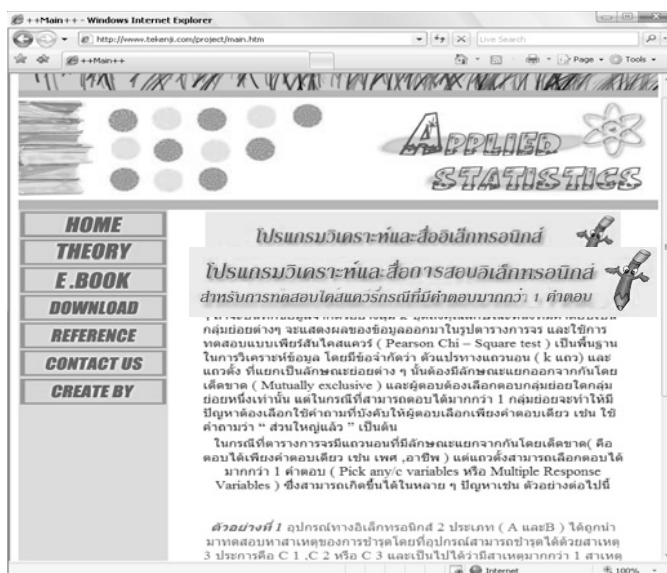 ++Main++ - Windows Internet Explorer
http://www.tekenji.com/project/main.htm
Live Search
++Main++
Page
Tools
APPLIED
STATISTICS
HOME
THEORY
E.BOOK
DOWNLOAD
REFERENCE
CONTACT US
CREATE BY
โปรแกรมวิเคราะห์และสื่ออิเล็กทรอนิกส์
โปรแกรมวิเคราะห์และสื่อการสอนอิเล็กทรอนิกส์
สำหรับการทดสอบไคสแควร์กรณีที่มีคำตอบมากกว่า 1 คำตอบ
กลุ่มย่อยต่างๆ จะแสดงผลของข้อมูลออกมาในรูปตารางการจร และใช้การ
ทดสอบแบบเพียร์สันไคสแควร์ ( Pearson Chi – Square test ) เป็นพื้นฐาน
ในการวิเคราะห์ข้อมูล โดยมีข้อจำกัดว่า ตัวแปรทางแถวนอน ( k แถว) และ
แถวตั้ง ที่แยกเป็นลักษณะย่อยต่าง ๆ นั้นต้องมีลักษณะแยกออกจากกันโดย
เด็ดขาด ( Mutually exclusive ) และผู้ตอบต้องเลือกตอบกลุ่มย่อยใดกลุ่ม
ย่อยหนึ่งเท่านั้น แต่ในกรณีที่สามารถตอบได้มากกว่า 1 กลุ่มย่อยจะทำให้มี
ปัญหาต้องเลือกใช้คำถามที่บังคับให้ผู้ตอบเลือกเพียงคำตอบเดียว เช่น ใช้
คำถามว่า “ ส่วนใหญ่แล้ว ” เป็นต้น
ในกรณีที่ตารางการจรมีแถวนอนที่มีลักษณะแยกจากกันโดยเด็ดขาด( คือ
ตอบได้เพียงคำตอบเดียว เช่น เพศ ,อาชีพ ) แต่แถวตั้งสามารถเลือกตอบได้
มากกว่า 1 คำตอบ ( Pick any/c variables หรือ Multiple Response
Variables ) ซึ่งสามารถเกิดขึ้นได้ในหลาย ๆ ปัญหาเช่น ตัวอย่างต่อไปนี้
ตัวอย่างที่ 1 อุปกรณ์ทางอิเล็กทรอนิกส์ 2 ประเภท ( A และB ) ได้ถูกนำ
มาทดสอบหาสาเหตุของการชำรุดโดยที่อุปกรณ์สามารถชำรุดได้ด้วยสาเหตุ
3 ประการคือ C 1 ,C 2 หรือ C 3 และเป็นไปได้ว่ามีสาเหตุมากกว่า 1 สาเหตุ
Internet
100%